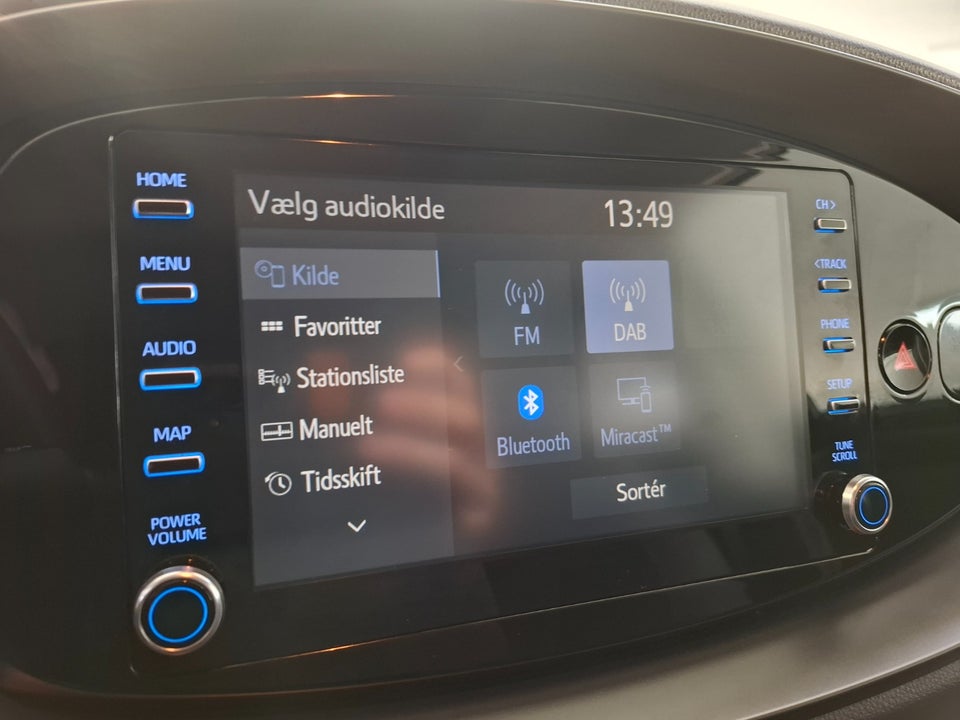 HOME
MENU
AUDIO
MAP
POWER
VOLUME
Vælg audiokilde
13:49
Kilde
Favoritter
Stationsliste
Manuelt
Tidsskift
FM
DAB
Bluetooth
Miracast™
Sortér
CH>
<TRACK
PHONE
SETUP
TUNE
SCROLL